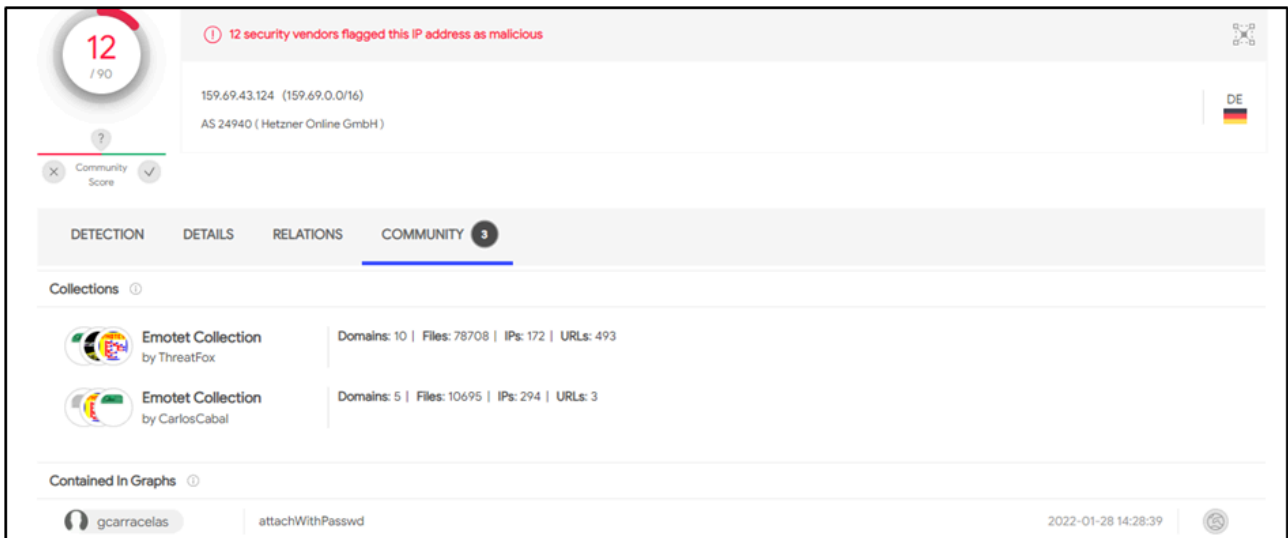 12
/ 90
12 security vendors flagged this IP address as malicious
159.69.43.124 (159.69.0.0/16)
AS 24940 ( Hetzner Online GmbH )
DE
?
Community
Score
DETECTION DETAILS RELATIONS COMMUNITY 3
Collections
Emotet Collection
by ThreatFox
Domains: 10 | Files: 78708 | IPs: 172 | URLs: 493
Emotet Collection
by CarlosCabal
Domains: 5 | Files: 10695 | IPs: 294 | URLs: 3
Contained In Graphs
gcarracelas attachWithPasswd 2022-01-28 14:28:39